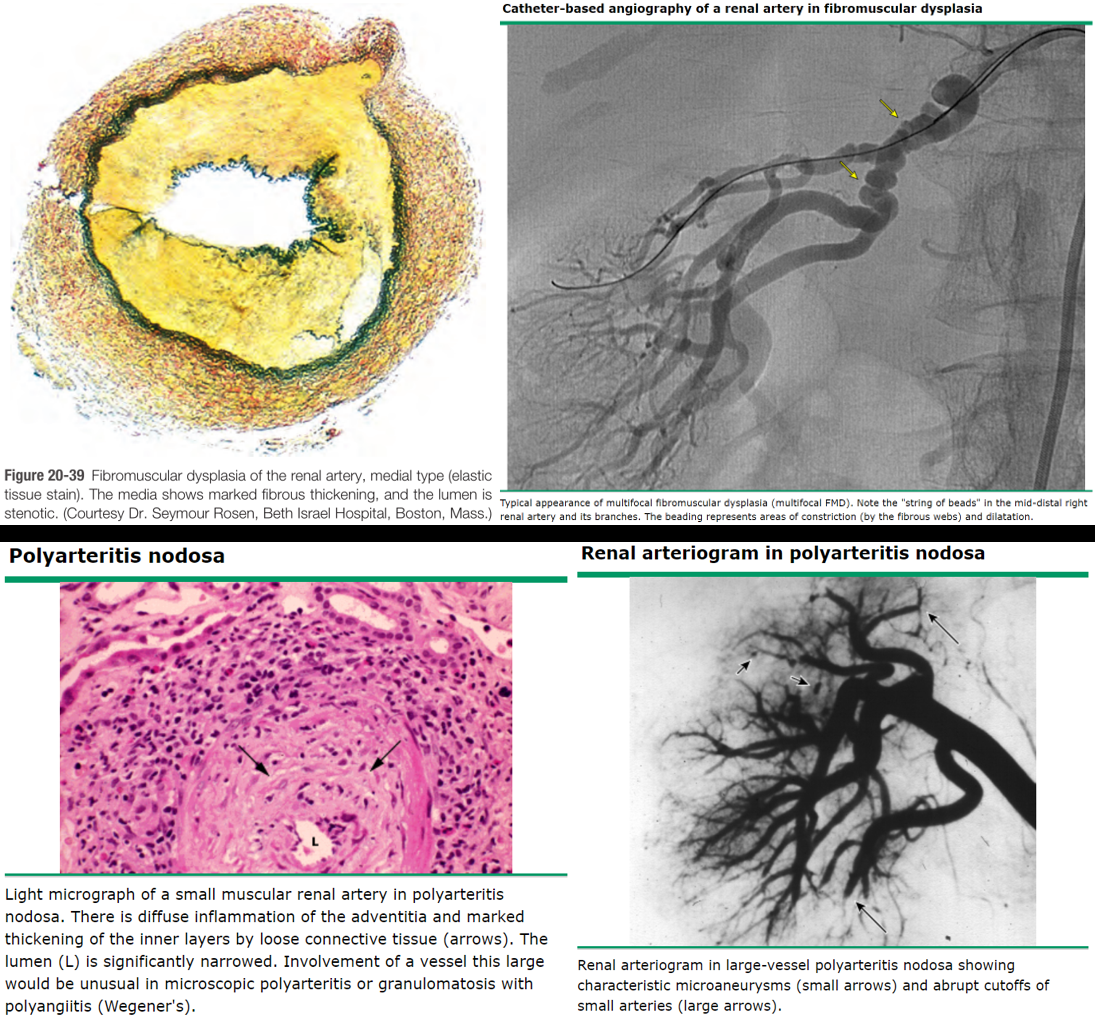 Figure 20-39 Fibromuscular dysplasia of the renal artery, medial type (elastic
tissue stain). The media shows marked fibrous thickening, and the lumen is
stenotic. (Courtesy Dr. Seymour Rosen, Beth Israel Hospital, Boston, Mass.)
Catheter-based angiography of a renal artery in fibromuscular dysplasia
Typical appearance of multifocal fibromuscular dysplasia (multifocal FMD). Note the "string of beads" in the mid-distal right
renal artery and its branches. The beading represents areas of constriction (by the fibrous webs) and dilatation.
Polyarteritis nodosa
L
Light micrograph of a small muscular renal artery in polyarteritis
nodosa. There is diffuse inflammation of the adventitia and marked
thickening of the inner layers by loose connective tissue (arrows). The
lumen (L) is significantly narrowed. Involvement of a vessel this large
would be unusual in microscopic polyarteritis or granulomatosis with
polyangiitis (Wegener's).
Renal arteriogram in polyarteritis nodosa
Renal arteriogram in large-vessel polyarteritis nodosa showing
characteristic microaneurysms (small arrows) and abrupt cutoffs of
small arteries (large arrows).